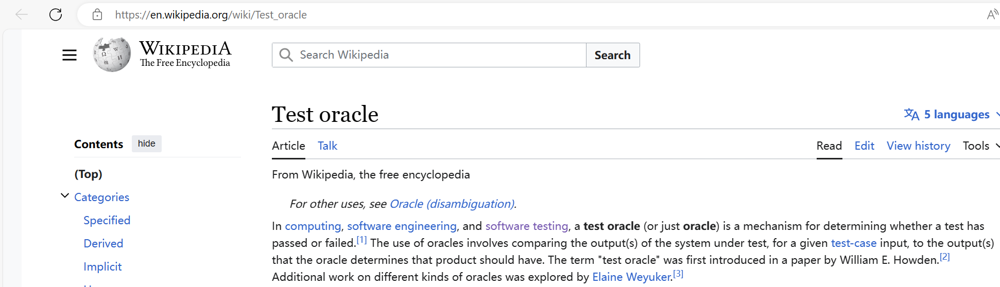 https://en.wikipedia.org/wiki/Test_oracle
WIKIPEDIA
The Free Encyclopedia
Search Wikipedia
Search
Test oracle
5 languages
Contents
hide
Article
Talk
Read
Edit
View history
Tools
(Top)
Categories
Specified
Derived
Implicit
From Wikipedia, the free encyclopedia
For other uses, see Oracle (disambiguation).
In computing, software engineering, and software testing, a test oracle (or just oracle) is a mechanism for determining whether a test has
passed or failed.[1] The use of oracles involves comparing the output(s) of the system under test, for a given test-case input, to the output(s)
that the oracle determines that product should have. The term "test oracle" was first introduced in a paper by William E. Howden.[2]
Additional work on different kinds of oracles was explored by Elaine Weyuker.[3]